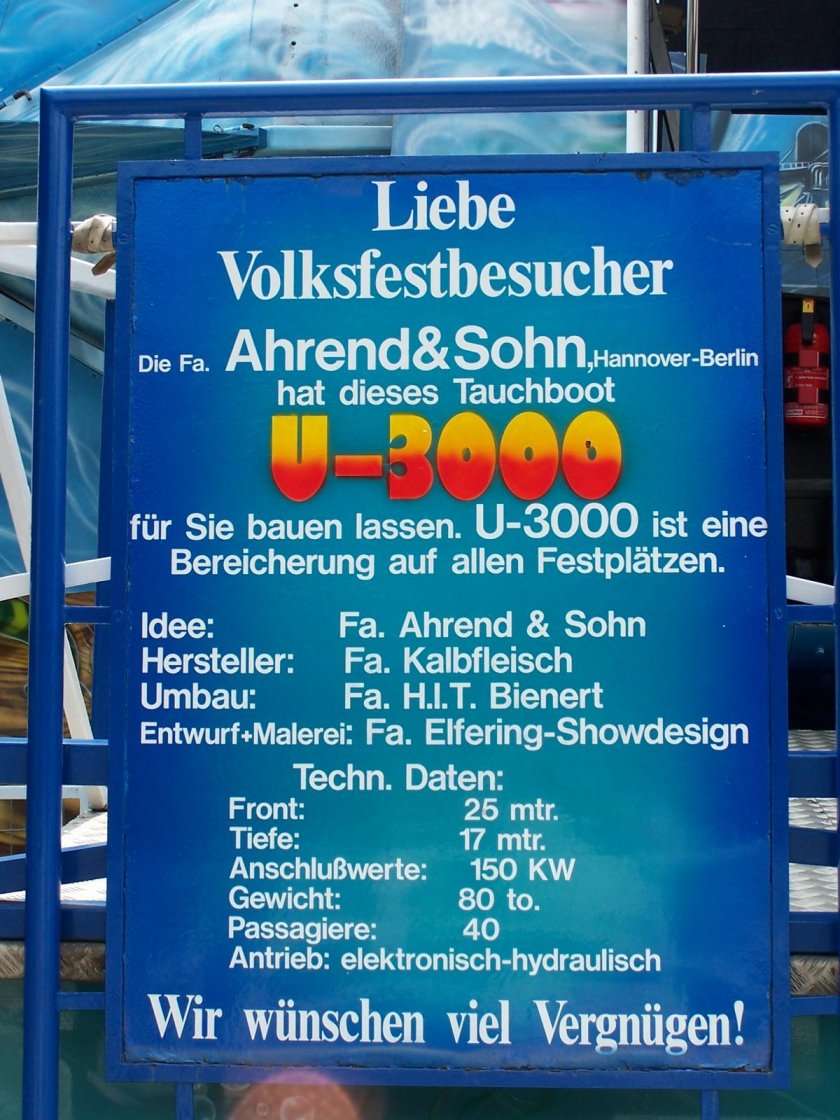 Liebe
Volksfestbesucher
Die Fa. Ahrend&Sohn,Hannover-Berlin
hat dieses Tauchboot
U-3000
für Sie bauen lassen. U-3000 ist eine
Bereicherung auf allen Festplätzen.
Idee: Fa. Ahrend & Sohn
Hersteller: Fa. Kalbfleisch
Umbau: Fa. H.I.T. Bienert
Entwurf+Malerei: Fa. Elfering-Showdesign
Techn. Daten:
Front: 25 mtr.
Tiefe: 17 mtr.
Anschlußwerte: 150 KW
Gewicht: 80 to.
Passagiere: 40
Antrieb: elektronisch-hydraulisch
Wir wünschen viel Vergnügen!